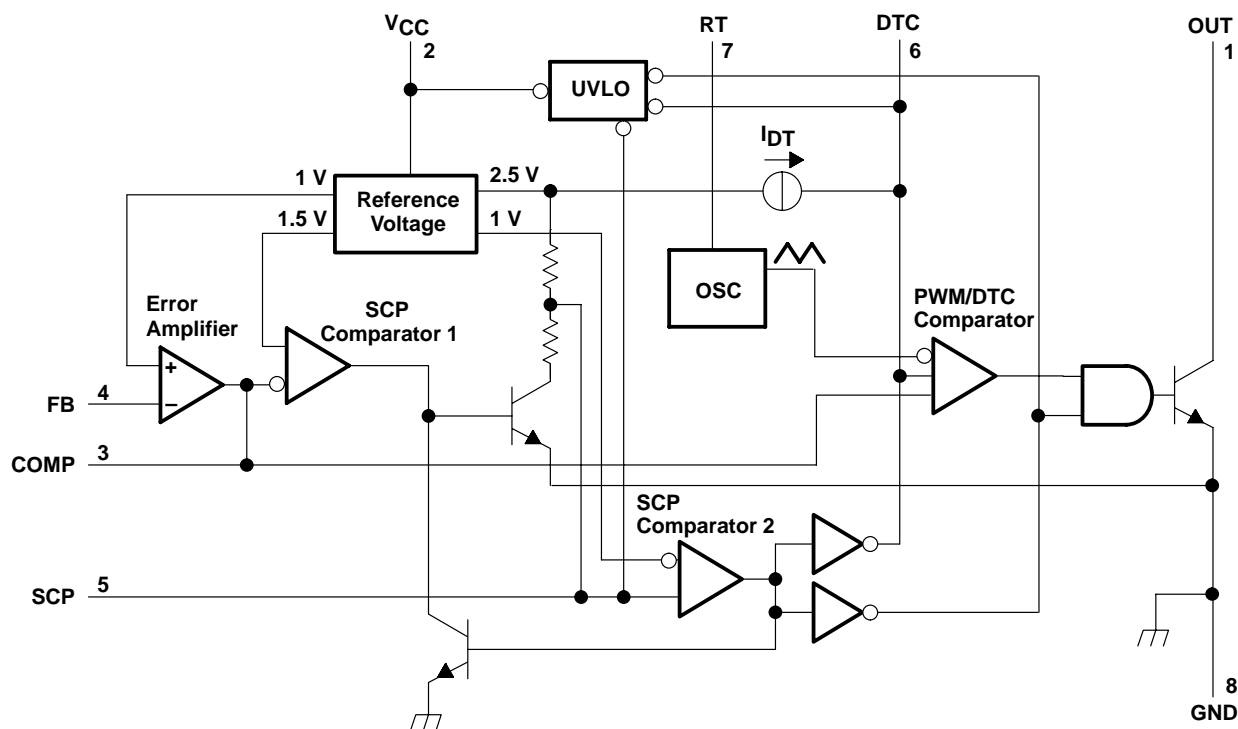 VCC
2
RT
7
DTC
6
OUT
1
UVLO
IDT
1 V
2.5 V
Reference
Voltage
1.5 V
1 V
OSC
Error
Amplifier
SCP
Comparator 1
PWM/DTC
Comparator
+
−
FB
4
COMP
3
SCP
Comparator 2
SCP
5
8
GND